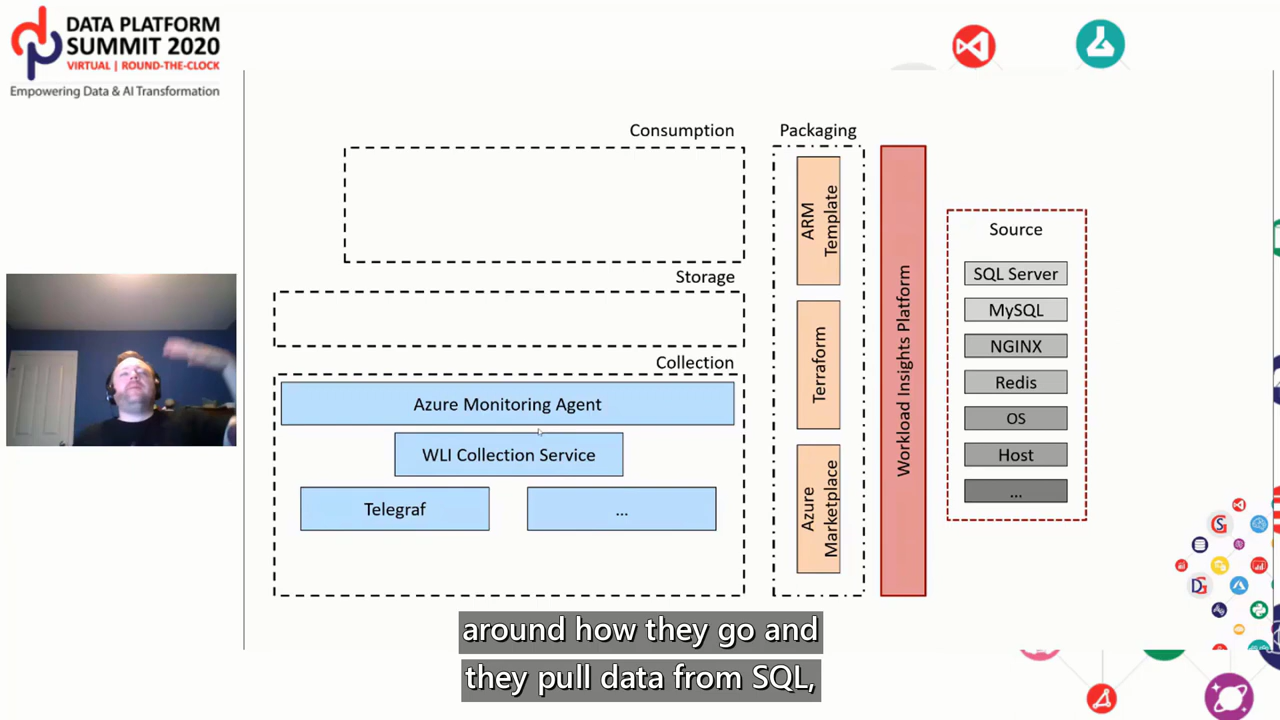 DATA PLATFORM
SUMMIT 2020
VIRTUAL | ROUND-THE-CLOCK
Empowering Data & AI Transformation
Consumption
Storage
Collection
Azure Monitoring Agent
WLI Collection Service
Telegraf
...
Packaging
ARM
Template
Terraform
Azure
Marketplace
Workload Insights Platform
Source
SQL Server
MySQL
NGINX
Redis
OS
Host
...
around how they go and
they pull data from SQL,